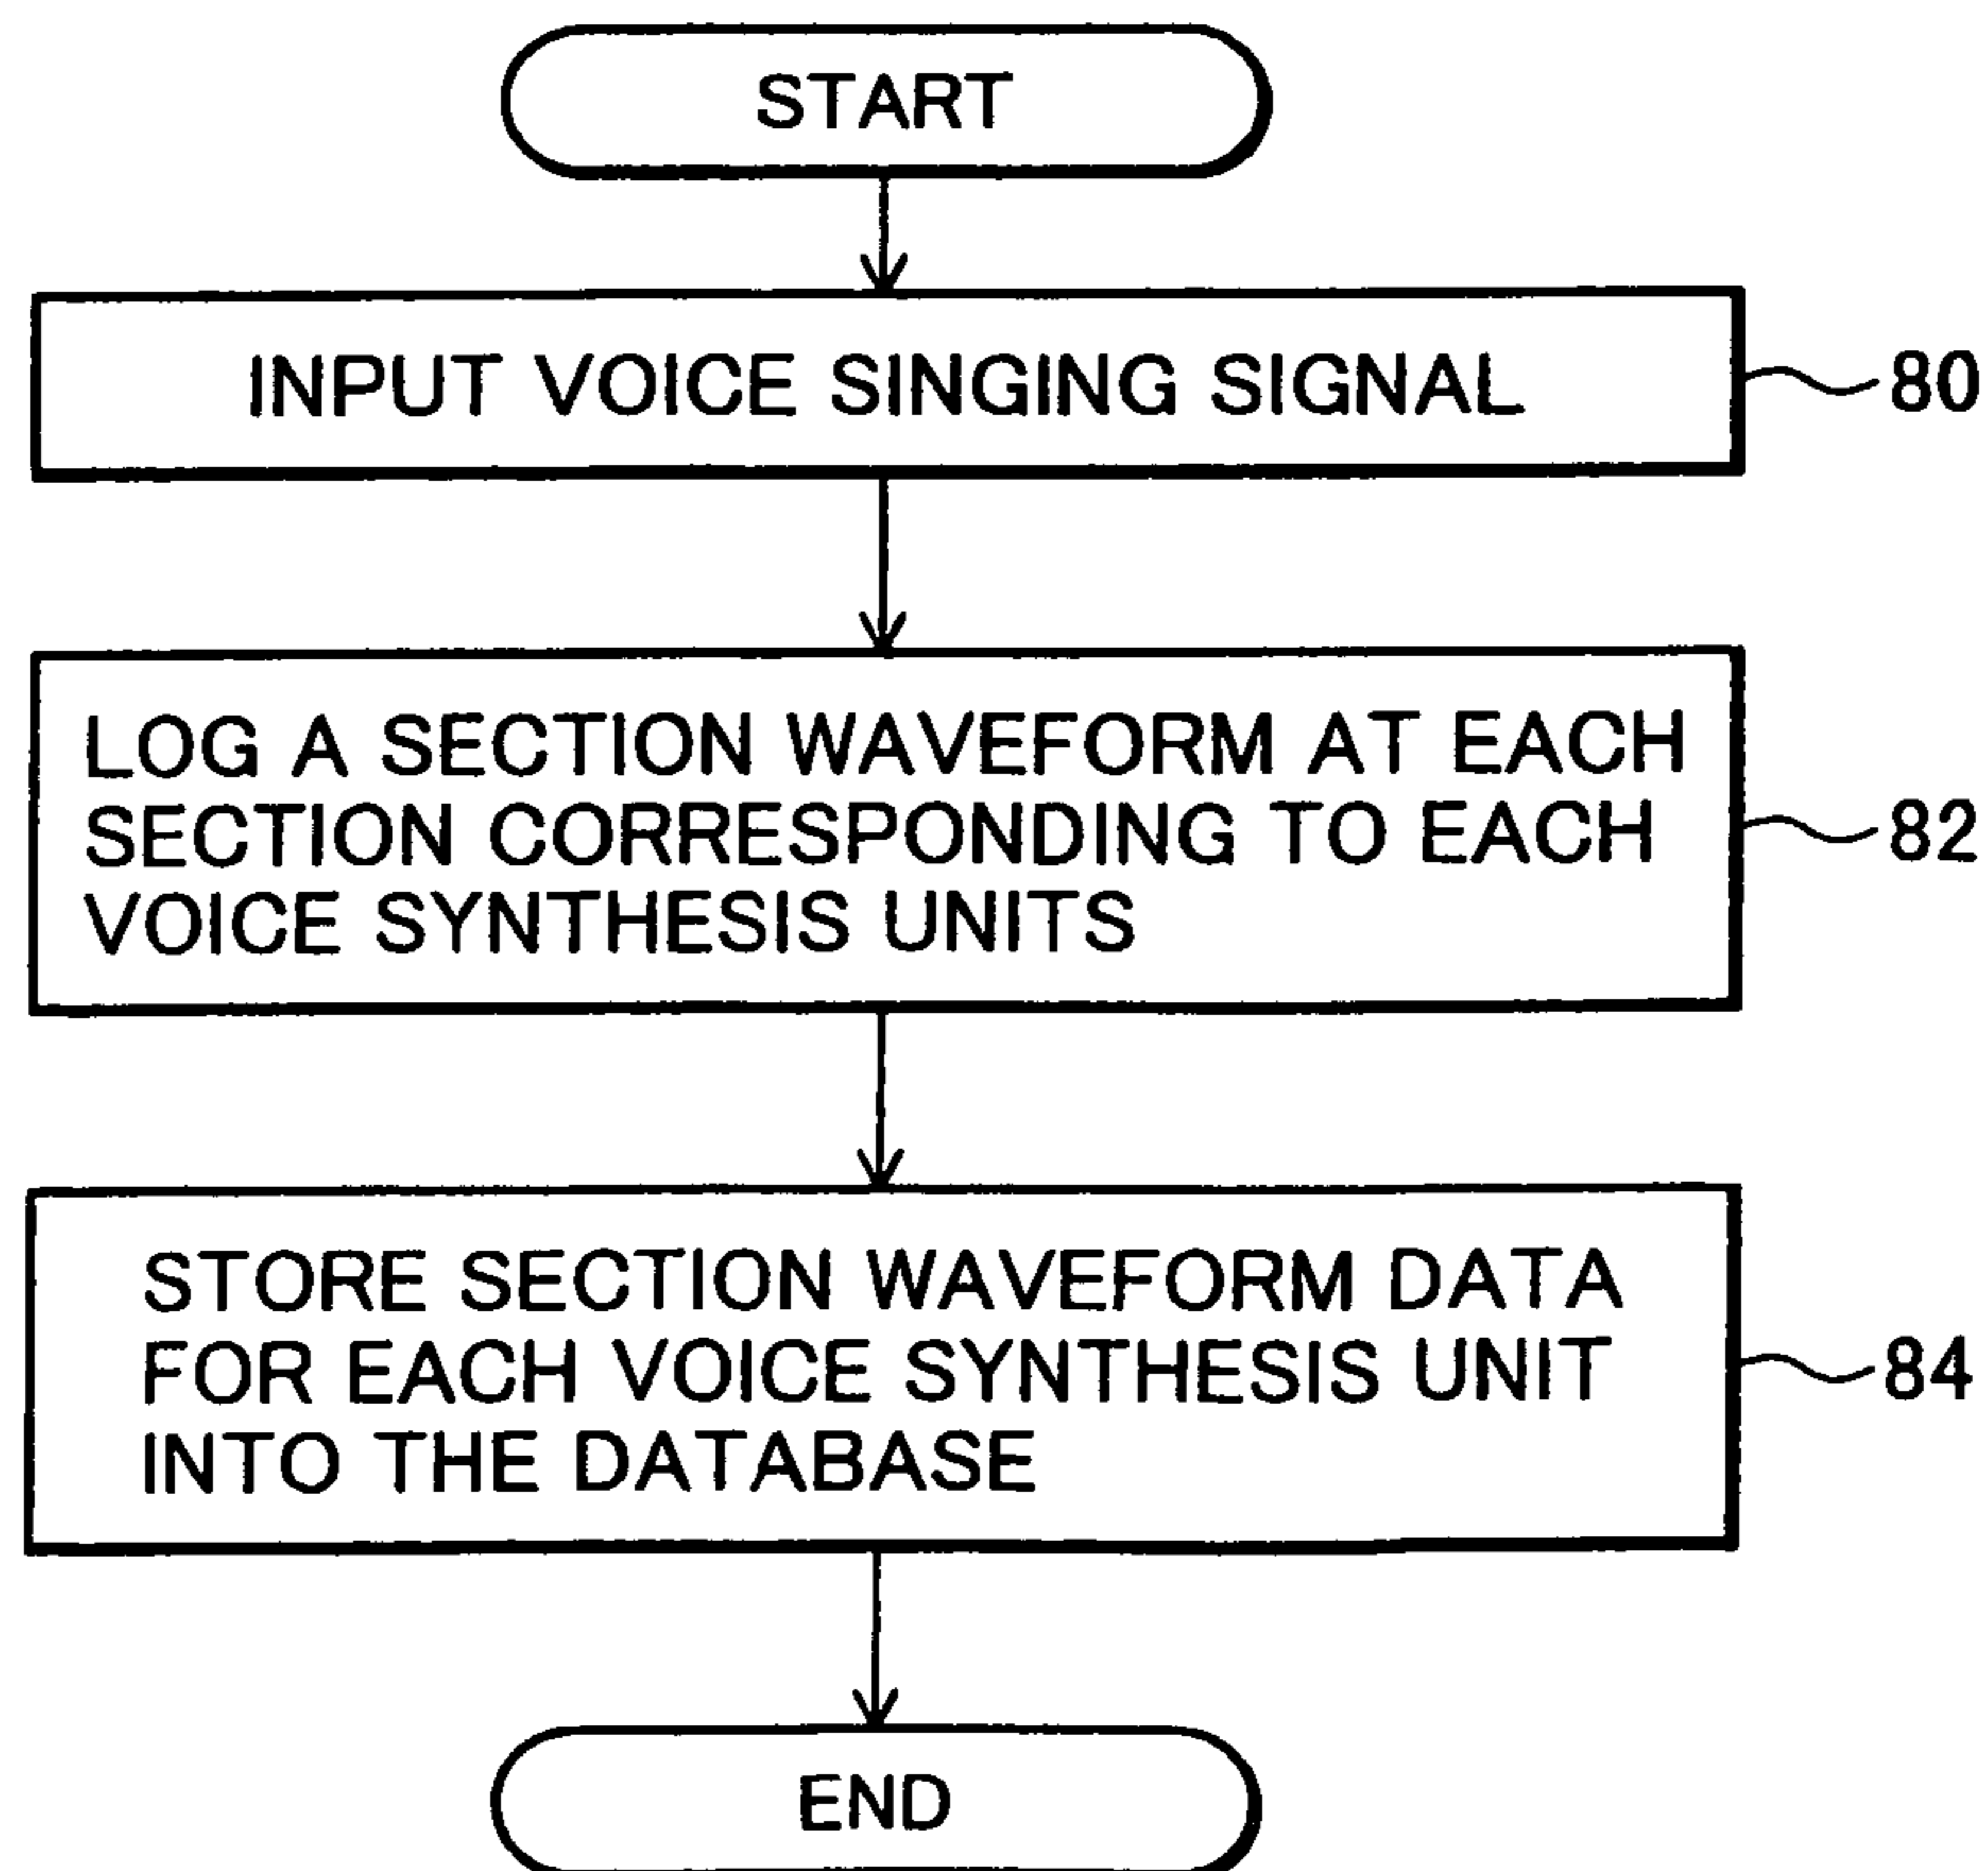 START
INPUT VOICE SINGING SIGNAL
80
LOG A SECTION WAVEFORM AT EACH
SECTION CORRESPONDING TO EACH
VOICE SYNTHESIS UNITS
82
STORE SECTION WAVEFORM DATA
FOR EACH VOICE SYNTHESIS UNIT
INTO THE DATABASE
84
END